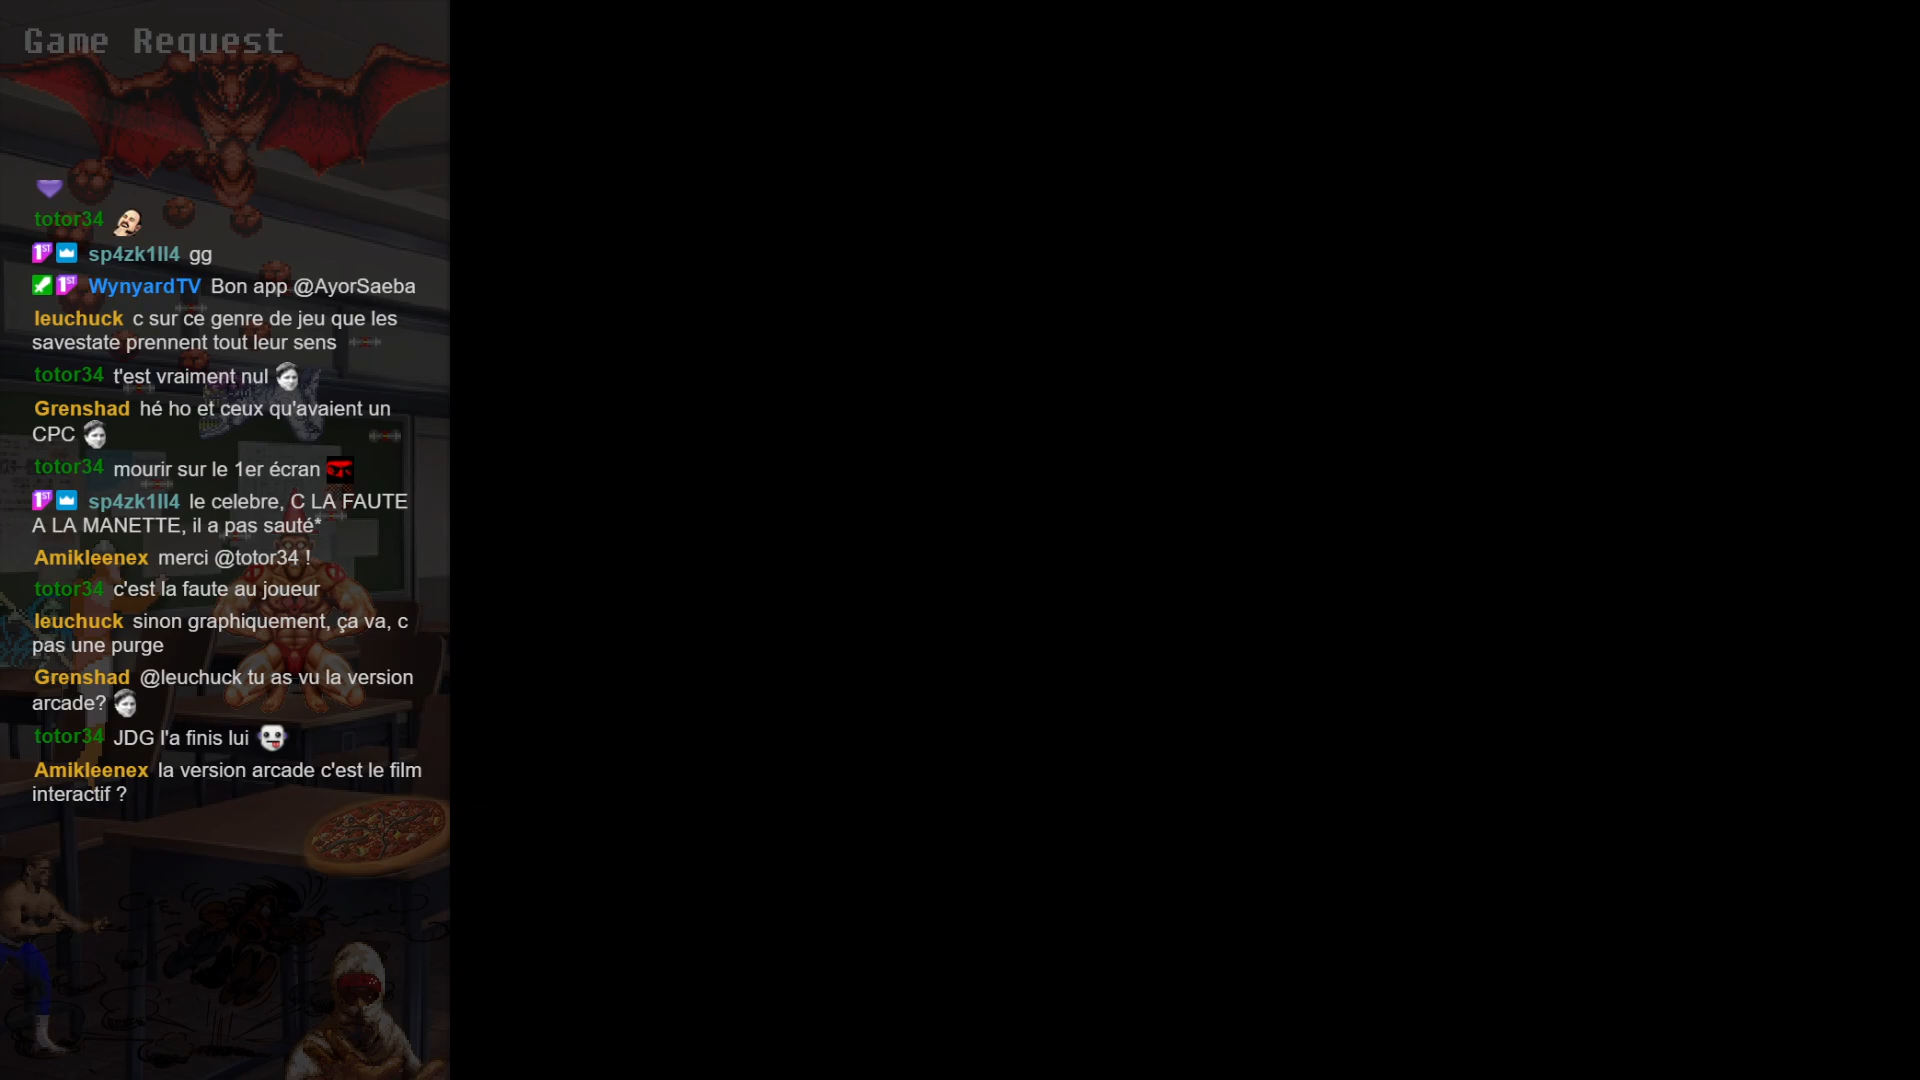 Game Request
totor34
sp4zk1ll4 gg
WynyardTV Bon app @AyorSaeba
leuchuck c sur ce genre de jeu que les
savestate prennent tout leur sens
totor34 t'est vraiment nul
Grenshad hé ho et ceux qu'avaient un
CPC
totor34 mourir sur le 1er écran
sp4zk1ll4 le celebre, C LA FAUTE
A LA MANETTE, il a pas sauté*
Amikleenex merci @totor34 !
totor34 c'est la faute au joueur
leuchuck sinon graphiquement, ça va, c
pas une purge
Grenshad @leuchuck tu as vu la version
arcade?
totor34 JDG l'a finis lui
Amikleenex la version arcade c'est le film
interactif ?